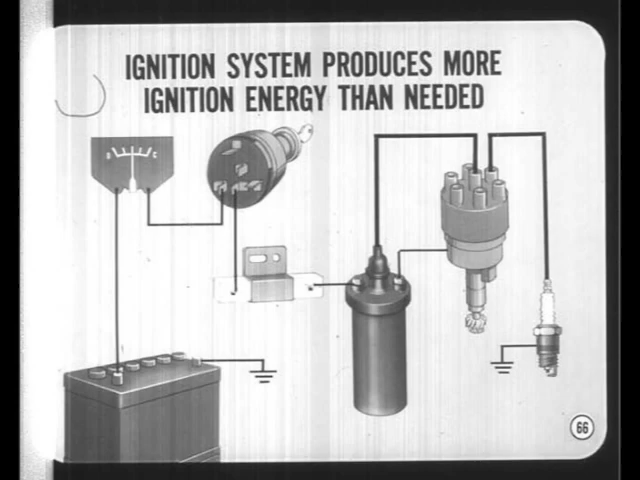 IGNITION SYSTEM PRODUCES MORE
IGNITION ENERGY THAN NEEDED
66